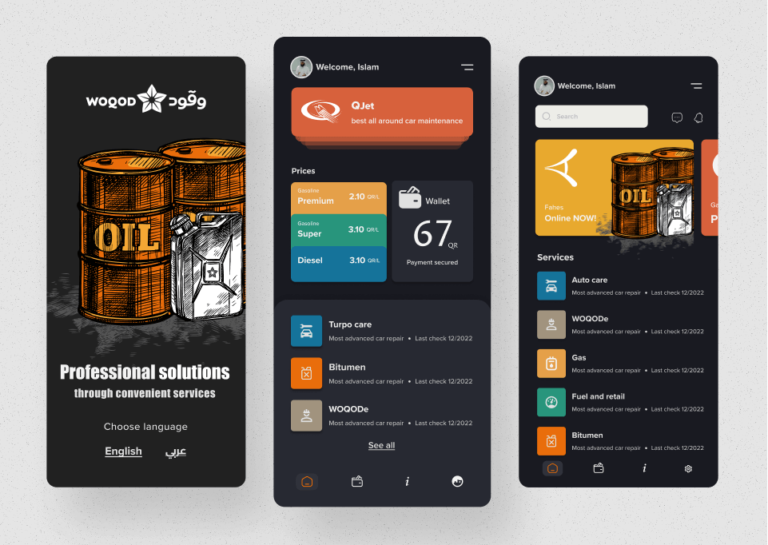 WOQOD وقود
OIL
Professional solutions
through convenient services
Choose language
English عربي
Welcome, Islam
QJet
best all around car maintenance
Prices
Gasoline
Premium 2.10 QR/L
Gasoline
Super 3.10 QR/L
Diesel 3.10 QR/L
Wallet
67 QR
Payment secured
Turpo care
Most advanced car repair • Last check 12/2022
Bitumen
Most advanced car repair • Last check 12/2022
WOQODe
Most advanced car repair • Last check 12/2022
See all
i
Welcome, Islam
Search
Fahes
Online NOW!
OIL
Ga
P
Services
Auto care
Most advanced car repair • Last check 12/2022
WOQODe
Most advanced car repair • Last check 12/2022
Gas
Most advanced car repair • Last check 12/2022
Fuel and retail
Most advanced car repair • Last check 12/2022
Bitumen
Most advanced car repair • Last check 12/2022
i